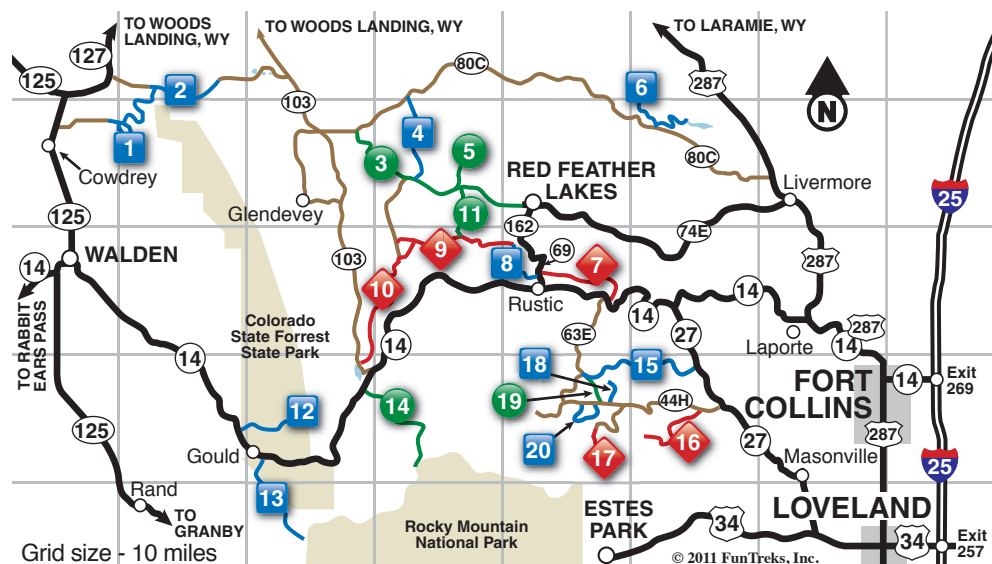 TO WOODS
LANDING, WY
TO WOODS LANDING, WY
TO LARAMIE, WY
127
125
2
103
80C
6
287
N
1
4
3
5
80C
Cowdrey
Glendevey
RED FEATHER
LAKES
Livermore
25
125
11
162
74E
WALDEN
103
9
8
69
7
287
14
10
Rustic
14
14
TO RABBIT
EARS PASS
Colorado
State Forrest
State Park
14
14
63E
27
Laporte
287
14
18
15
FORT
COLLINS
14
Exit
269
12
14
19
44H
125
Gould
20
17
16
27
287
13
Masonville
25
Rand
TO
GRANBY
ESTES
PARK
LOVELAND
Rocky Mountain
National Park
34
34
Exit
257
Grid size - 10 miles
© 2011 FunTreks, Inc.